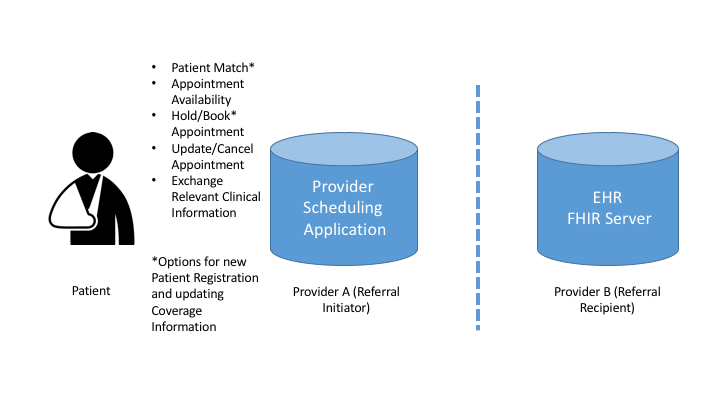 • Patient Match*
• Appointment
Availability
• Hold/Book*
Appointment
• Update/Cancel
Appointment
• Exchange
Relevant Clinical
Information
*Options for new
Patient Registration
and updating
Coverage
Information
Patient
Provider
Scheduling
Application
Provider A (Referral
Initiator)
EHR
FHIR Server
Provider B (Referral
Recipient)